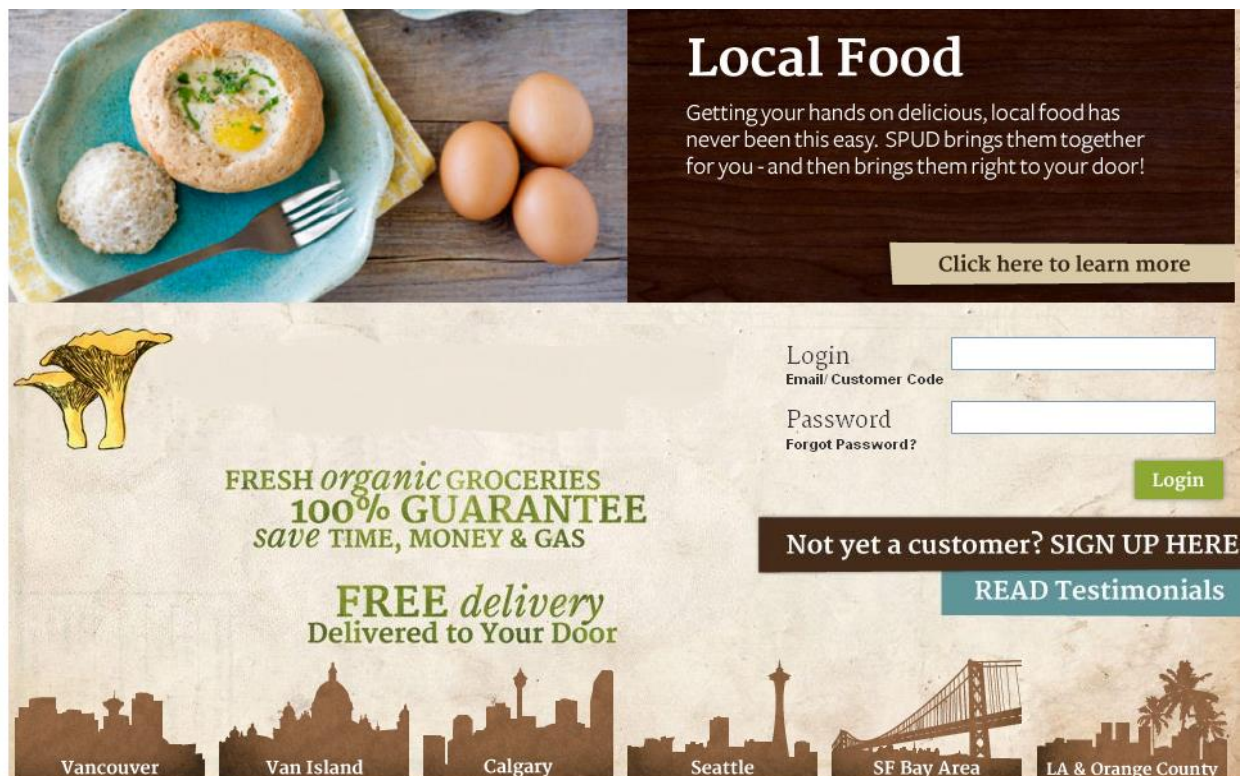 Local Food
Getting your hands on delicious, local food has
never been this easy. SPUD brings them together
for you - and then brings them right to your door!
Click here to learn more
Login
Email/ Customer Code
Password
Forgot Password?
Login
FRESH organic GROCERIES
100% GUARANTEE
save TIME, MONEY & GAS
Not yet a customer? SIGN UP HERE
READ Testimonials
FREE delivery
Delivered to Your Door
Vancouver
Van Island
Calgary
Seattle
SF Bay Area
LA & Orange County